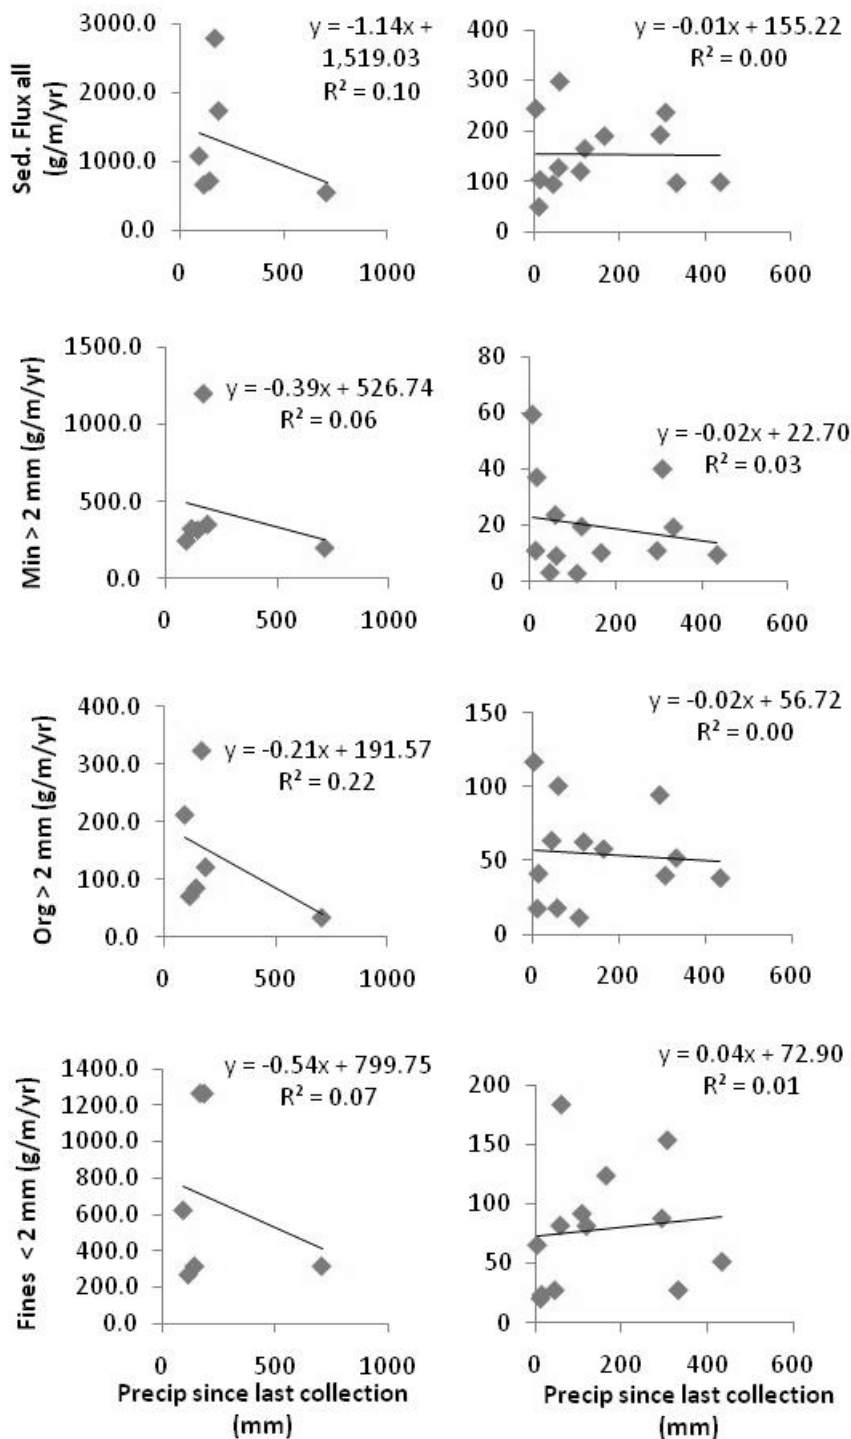 Sed. Flux all
(g/m/yr)
3000.0
2000.0
1000.0
0.0
0
500
1000
y = -1.14x +
1,519.03
R² = 0.10
400
300
200
100
0
0
200
400
600
y = -0.01x + 155.22
R² = 0.00
Min > 2 mm (g/m/yr)
1500.0
1000.0
500.0
0.0
0
500
1000
y = -0.39x + 526.74
R² = 0.06
80
60
40
20
0
0
200
400
600
y = -0.02x + 22.70
R² = 0.03
Org > 2 mm (g/m/yr)
400.0
300.0
200.0
100.0
0.0
0
500
1000
y = -0.21x + 191.57
R² = 0.22
150
100
50
0
0
200
400
600
y = -0.02x + 56.72
R² = 0.00
Fines < 2 mm (g/m/yr)
1400.0
1200.0
1000.0
800.0
600.0
400.0
200.0
0.0
0
500
1000
y = -0.54x + 799.75
R² = 0.07
Precip since last collection
(mm)
200
150
100
50
0
0
200
400
600
y = 0.04x + 72.90
R² = 0.01
Precip since last collection
(mm)